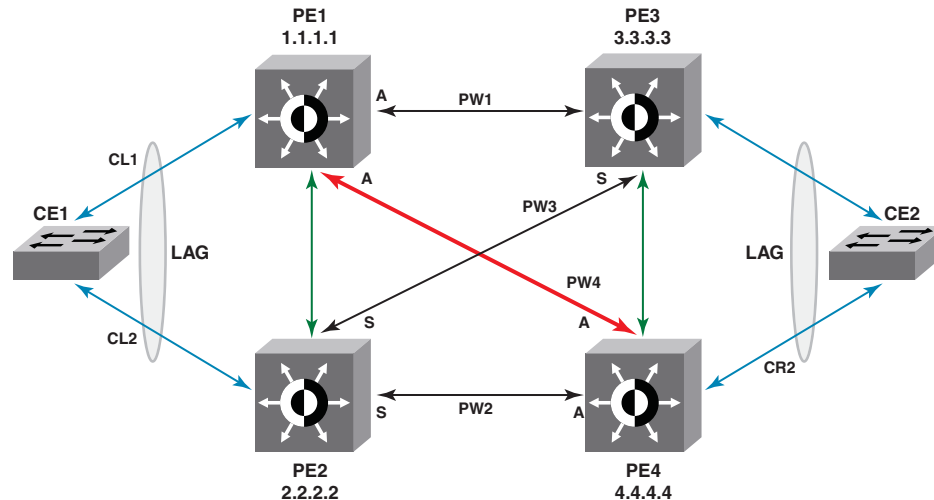 PE1
1.1.1.1
PE3
3.3.3.3
A
PW1
CL1
A
S
PW3
CE1
LAG
LAG
CE2
PW4
S
A
CL2
CR2
S
PW2
A
PE2
2.2.2.2
PE4
4.4.4.4